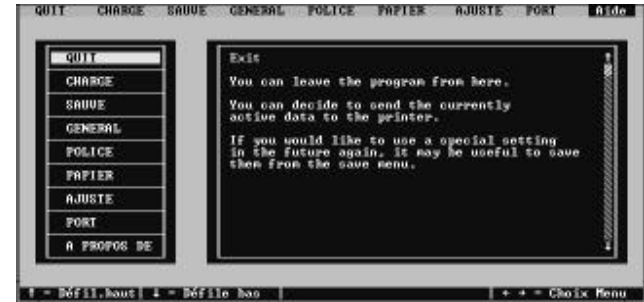 QUIT CHARGE SAUVE GENERAL POLICE PAPIER AJUSTE PORT Aide
QUIT
CHARGE
SAUVE
GENERAL
POLICE
PAPIER
AJUSTE
PORT
A PROPOS DE
Exit
You can leave the program from here.
You can decide to send the currently
active data to the printer.
If you would like to use a special setting
in the future again, it may be useful to save
them from the save menu.
↑ = Défil.haut ↓ = Défile bas ← → = Choix Menu